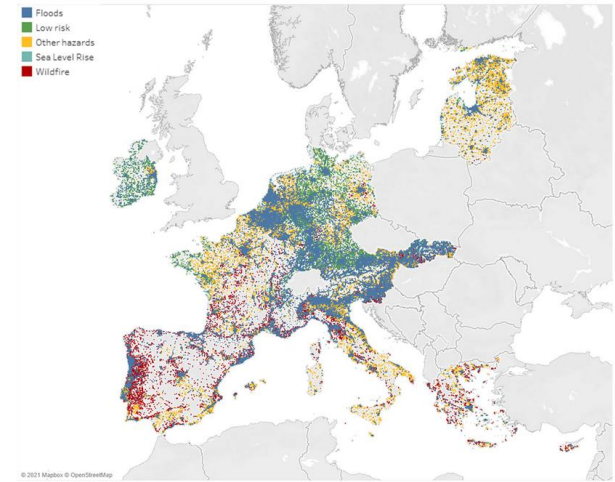 Floods
Low risk
Other hazards
Sea Level Rise
Wildfire
© 2021 Mapbox © OpenStreetMap